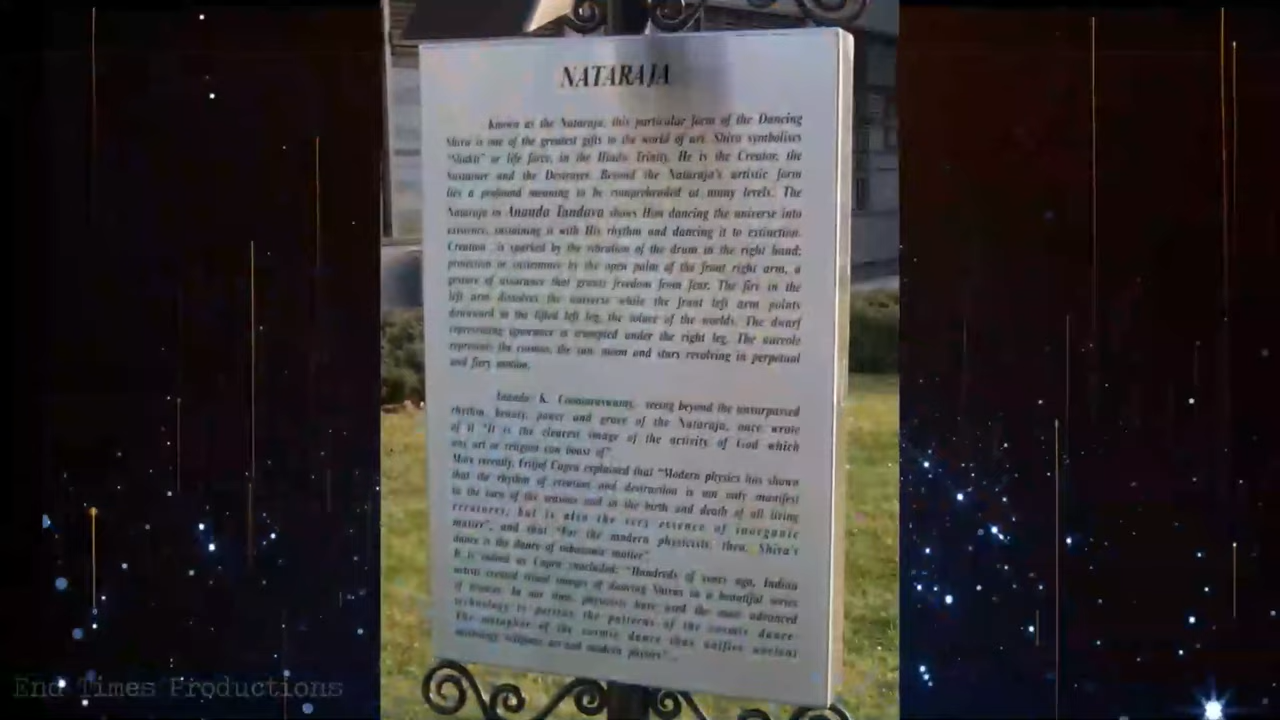 NATARAJA
Known as the Nataraja, this particular form of the Dancing
Shiva is one of the greatest gifts to the world of art. Shiva symbolises
"Shakti" or life force, in the Hindu Trinity. He is the Creator, the
Sustainer and the Destroyer. Beyond the Nataraja's artistic form
lies a profound meaning to be comprehended at many levels. The
Nataraja in Ananda Tandava shows Him dancing the universe into
existence, sustaining it with His rhythm and dancing it to extinction.
Creation is sparked by the vibration of the drum in the right hand;
protection or sustenance by the open palm of the front right arm, a
gesture of assurance that grants freedom from fear. The fire in the
left arm dissolves the universe while the front left arm points
downward to the lifted left leg, the solace of the worlds. The dwarf
representing ignorance is trampled under the right leg. The aureole
represents the cosmos, the sun, moon and stars revolving in perpetual
and fiery motion.
Ananda K. Coomaraswamy, seeing beyond the unsurpassed
rhythm, beauty, power and grace of the Nataraja, once wrote
of it "It is the clearest image of the activity of God which
any art or religion can boast of".
More recently, Fritjof Capra explained that "Modern physics has shown
that the rhythm of creation and destruction is not only manifest
in the turn of the seasons and in the birth and death of all living
creatures, but is also the very essence of inorganic
matter", and that "For the modern physicists, then, Shiva's
dance is the dance of subatomic matter".
It is indeed as Capra concluded: "Hundreds of years ago, Indian
artists created visual images of dancing Shivas in a beautiful series
of bronzes. In our time, physicists have used the most advanced
technology to portray the patterns of the cosmic dance.
The metaphor of the cosmic dance thus unifies ancient
mythology, religious art and modern physics".
End Times Productions